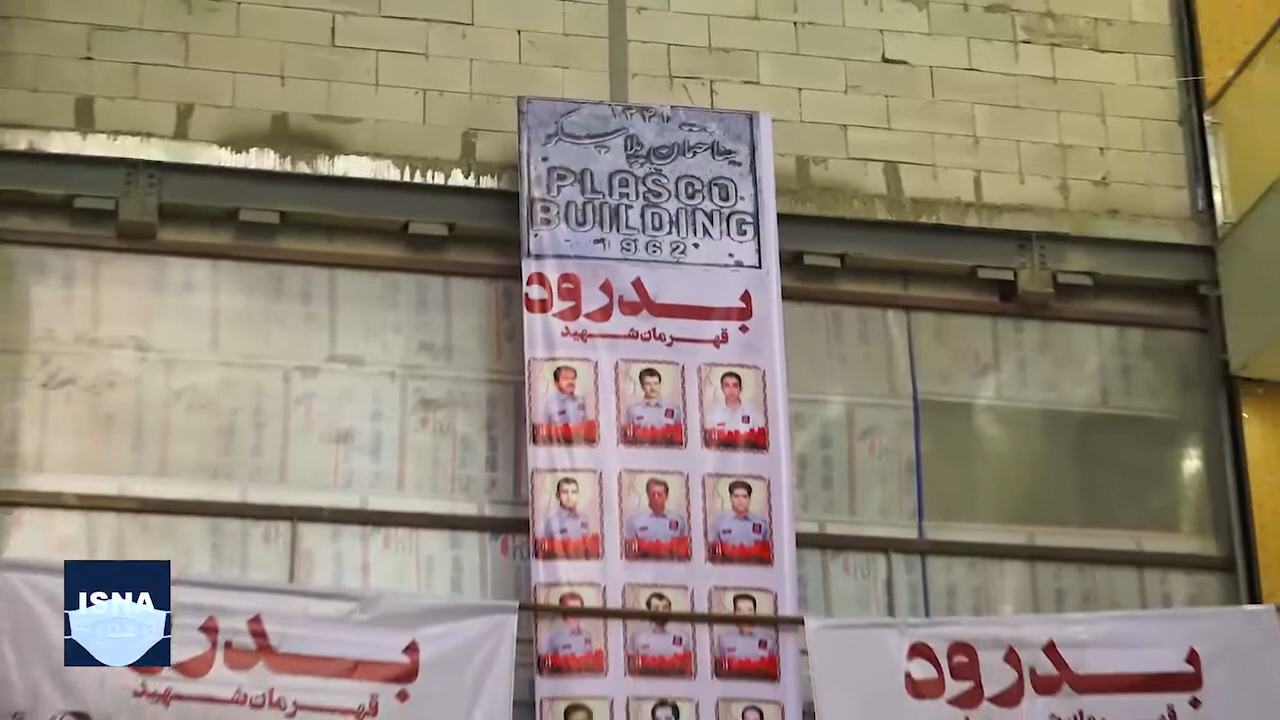 ۱۳۴۱
ساختمان پلاسکو
PLASCO
BUILDING
1962
بدرود
قهرمان شهید
ISNA
بدرود
قهرمان شهید
بدرود